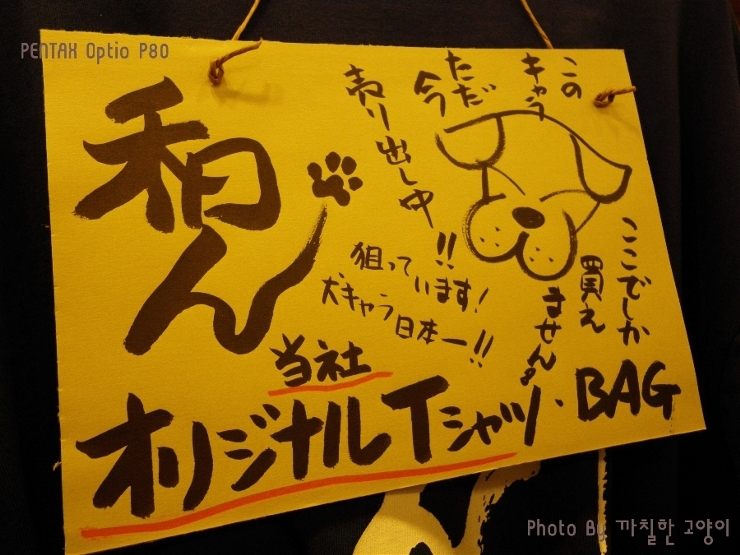 PENTAX Optio P80
このキャラ
ただ今
売り出し中!!
ここでしか
買え
ません。
狙っています!
犬キャラ日本一!!
和ん
当社
オリジナルTシャツ・BAG
Photo By 까칠한 고양이